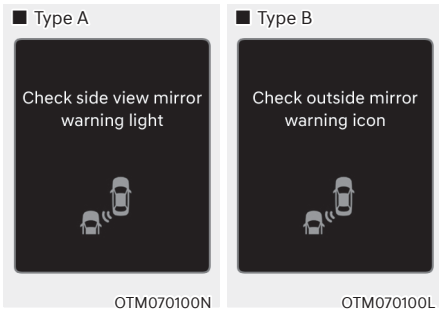 ■ Type A
Check side view mirror
warning light
OTM070100N
■ Type B
Check outside mirror
warning icon
OTM070100L